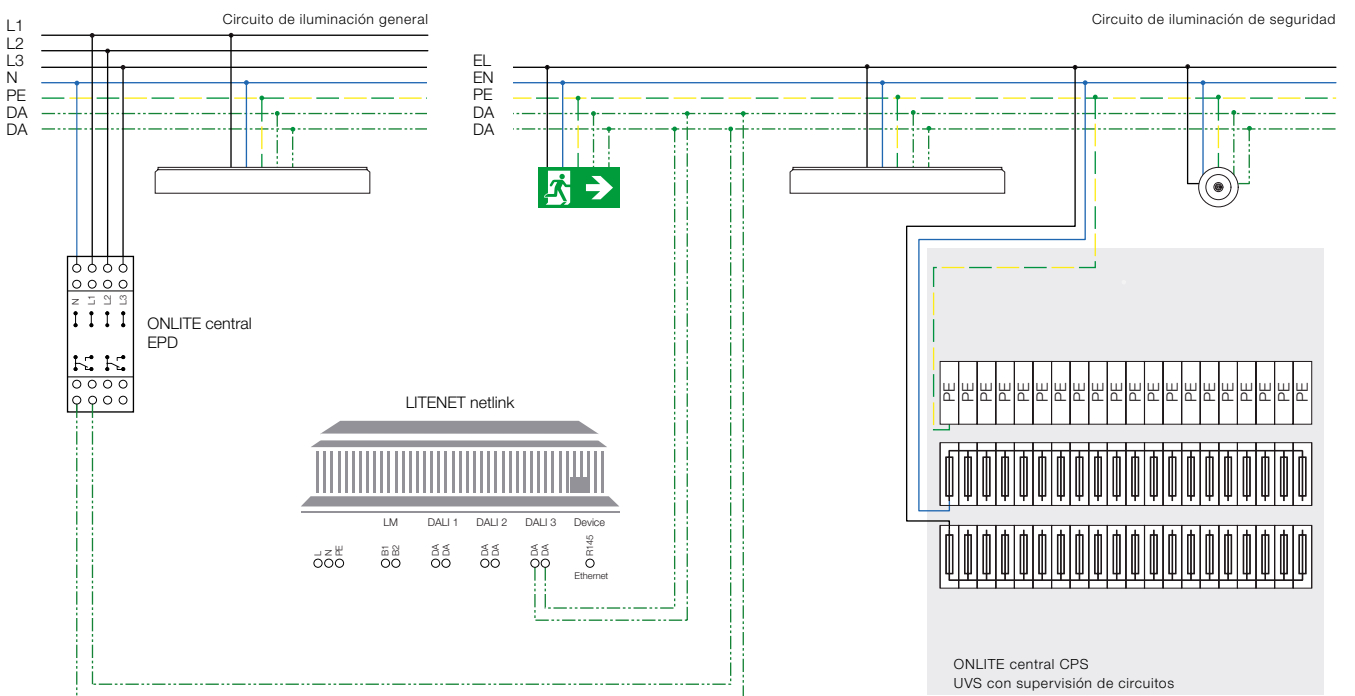 Circuito de iluminación general
Circuito de iluminación de seguridad
L1
L2
L3
N
PE
DA
DA
EL
EN
PE
DA
DA
N
L1
L2
L3
ONLITE central
EPD
LITENET netlink
LM
DALI 1
DALI 2
DALI 3
Device
L
N
PE
B1
B2
DA
DA
DA
DA
DA
DA
R145
Ethernet
PE PE PE PE PE PE PE PE PE PE PE PE PE PE PE PE PE PE PE PE
ONLITE central CPS
UVS con supervisión de circuitos